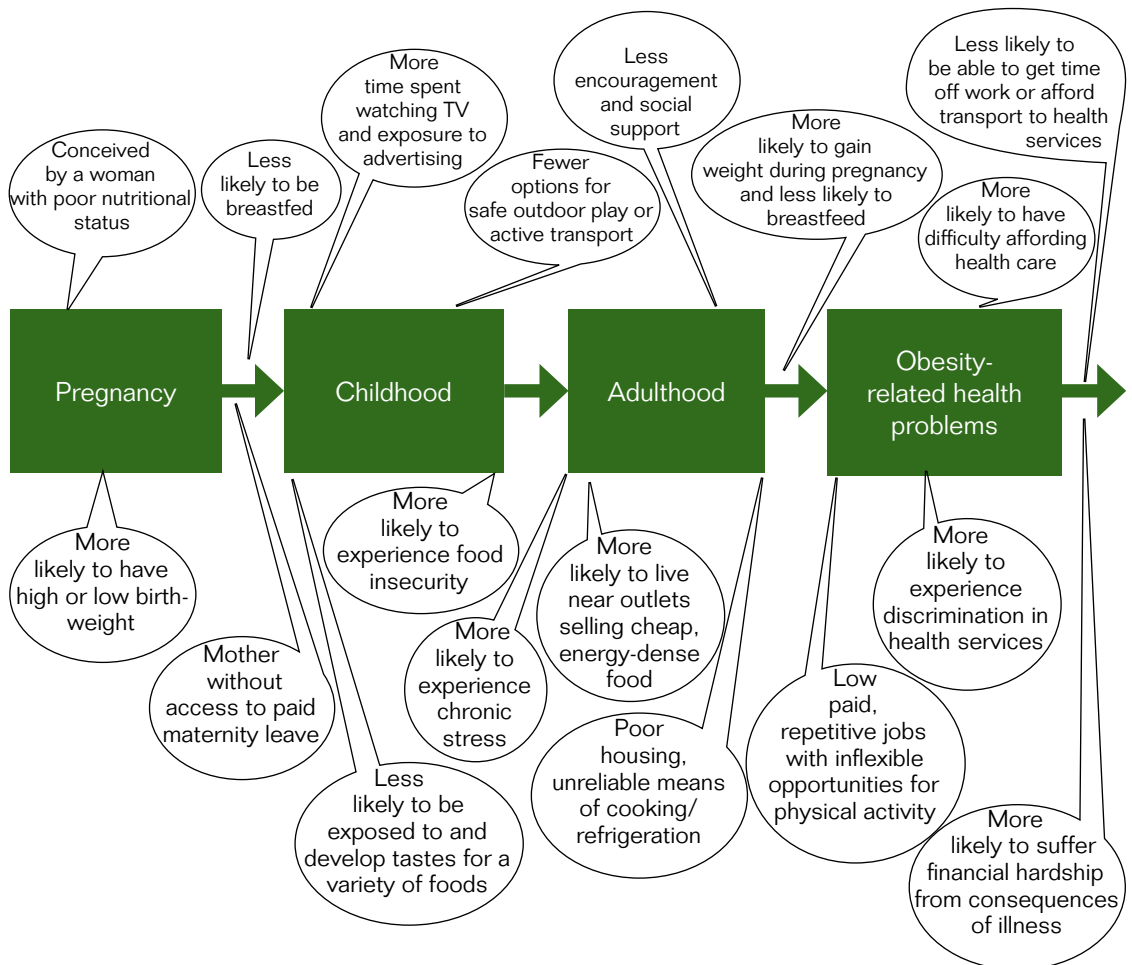 More
time spent
watching TV
and exposure to
advertising
Less
encouragement
and social
support
Less likely to
be able to get time
off work or afford
transport to health
services
Conceived
by a woman
with poor nutritional
status
Less
likely to be
breastfed
Fewer
options for
safe outdoor play or
active transport
More
likely to gain
weight during pregnancy
and less likely to
breastfeed
More
likely to have
difficulty affording
health care
Pregnancy
Childhood
Adulthood
Obesity-
related health
problems
More
likely to have
high or low birth-
weight
Mother
without
access to paid
maternity leave
Less
likely to be
exposed to and
develop tastes for a
variety of foods
More
likely to
experience food
insecurity
More
likely to
experience
chronic
stress
More
likely to live
near outlets
selling cheap,
energy-dense
food
Poor
housing,
unreliable means
of cooking/
refrigeration
Low
paid,
repetitive jobs
with inflexible
opportunities for
physical activity
More
likely to
experience
discrimination in
health services
More
likely to suffer
financial hardship
from consequences
of illness